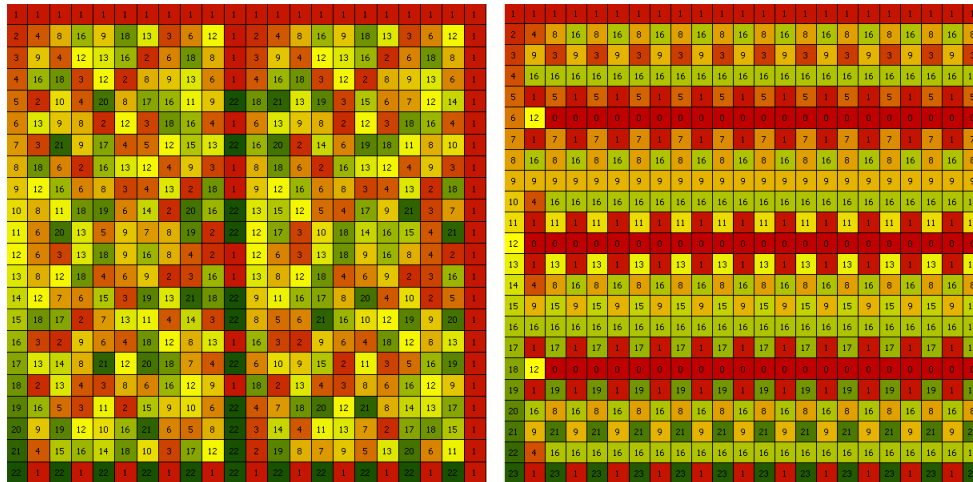 1 1 1 1 1 1 1 1 1 1 1 1 1 1 1 1 1 1 1 1 1 1
2 4 8 16 9 18 13 3 6 12 1 2 4 8 16 9 18 13 3 6 12 1
3 9 4 12 13 16 2 6 18 8 1 3 9 4 12 13 16 2 6 18 8 1
4 16 18 3 12 2 8 9 13 6 1 4 16 18 3 12 2 8 9 13 6 1
5 2 10 4 20 8 17 16 11 9 22 18 21 13 19 3 15 6 7 12 14 1
6 13 9 8 2 12 3 18 16 4 1 6 13 9 8 2 12 3 18 16 4 1
7 3 21 9 17 4 5 12 15 13 22 16 20 2 14 6 19 18 11 8 10 1
8 18 6 2 16 13 12 4 9 3 1 8 18 6 2 16 13 12 4 9 3 1
9 12 16 6 8 3 4 13 2 18 1 9 12 16 6 8 3 4 13 2 18 1
10 8 11 18 19 6 14 2 20 16 22 13 15 12 5 4 17 9 21 3 7 1
11 6 20 13 5 9 7 8 19 2 22 12 17 3 10 18 14 16 15 4 21 1
12 6 3 13 18 9 16 8 4 2 1 12 6 3 13 18 9 16 8 4 2 1
13 8 12 18 4 6 9 2 3 16 1 13 8 12 18 4 6 9 2 3 16 1
14 12 7 6 15 3 19 13 21 18 22 9 11 16 17 8 20 4 10 2 5 1
15 18 17 2 7 13 11 4 14 3 22 8 5 6 21 16 10 12 19 9 20 1
16 3 2 9 6 4 18 12 8 13 1 16 3 2 9 6 4 18 12 8 13 1
17 13 14 8 21 12 20 18 7 4 22 6 10 9 15 2 11 3 5 16 19 1
18 2 13 4 3 8 6 16 12 9 1 18 2 13 4 3 8 6 16 12 9 1
19 16 5 3 11 2 15 9 10 6 22 4 7 18 20 12 21 8 14 13 17 1
20 9 19 12 10 16 21 6 5 8 22 3 14 4 11 13 7 2 17 18 15 1
21 4 15 16 14 18 10 3 17 12 22 2 19 8 7 9 5 13 20 6 11 1
22 1 22 1 22 1 22 1 22 1 22 1 22 1 22 1 22 1 22 1 22 1
1 1 1 1 1 1 1 1 1 1 1 1 1 1 1 1 1 1 1 1 1 1
2 4 8 16 8 16 8 16 8 16 8 16 8 16 8 16 8 16 8 16 8 1
3 9 3 9 3 9 3 9 3 9 3 9 3 9 3 9 3 9 3 9 3 9
4 16 16 16 16 16 16 16 16 16 16 16 16 16 16 16 16 16 16 16 16 1
5 1 5 1 5 1 5 1 5 1 5 1 5 1 5 1 5 1 5 1 5 1
6 12 0 0 0 0 0 0 0 0 0 0 0 0 0 0 0 0 0 0 0 0
7 1 7 1 7 1 7 1 7 1 7 1 7 1 7 1 7 1 7 1 7 1
8 16 8 16 8 16 8 16 8 16 8 16 8 16 8 16 8 16 8 16 8 1
9 9 9 9 9 9 9 9 9 9 9 9 9 9 9 9 9 9 9 9 9 9
10 4 16 16 16 16 16 16 16 16 16 16 16 16 16 16 16 16 16 16 16 1
11 1 11 1 11 1 11 1 11 1 11 1 11 1 11 1 11 1 11 1 11 1
12 0 0 0 0 0 0 0 0 0 0 0 0 0 0 0 0 0 0 0 0 0
13 1 13 1 13 1 13 1 13 1 13 1 13 1 13 1 13 1 13 1 13 1
14 4 8 16 8 16 8 16 8 16 8 16 8 16 8 16 8 16 8 16 8 1
15 9 15 9 15 9 15 9 15 9 15 9 15 9 15 9 15 9 15 9 15 9
16 16 16 16 16 16 16 16 16 16 16 16 16 16 16 16 16 16 16 16 16 1
17 1 17 1 17 1 17 1 17 1 17 1 17 1 17 1 17 1 17 1 17 1
18 12 0 0 0 0 0 0 0 0 0 0 0 0 0 0 0 0 0 0 0 0
19 1 19 1 19 1 19 1 19 1 19 1 19 1 19 1 19 1 19 1 19 1
20 16 8 16 8 16 8 16 8 16 8 16 8 16 8 16 8 16 8 16 8 1
21 9 21 9 21 9 21 9 21 9 21 9 21 9 21 9 21 9 21 9 21 9
22 4 16 16 16 16 16 16 16 16 16 16 16 16 16 16 16 16 16 16 16 1
23 1 23 1 23 1 23 1 23 1 23 1 23 1 23 1 23 1 23 1 23 1